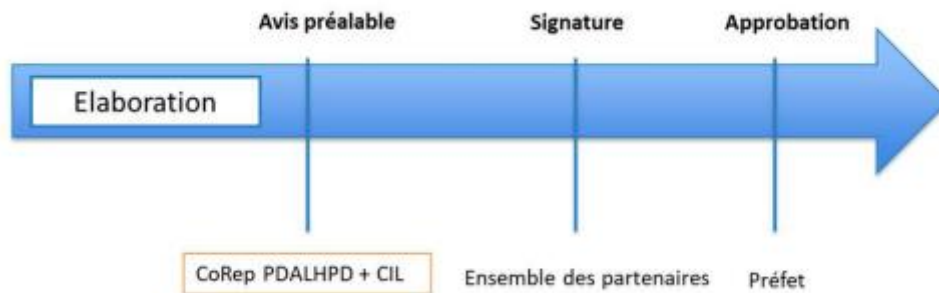 Avis préalable
Signature
Approbation
Elaboration
CoRep PDALHPD + CIL
Ensemble des partenaires
Préfet